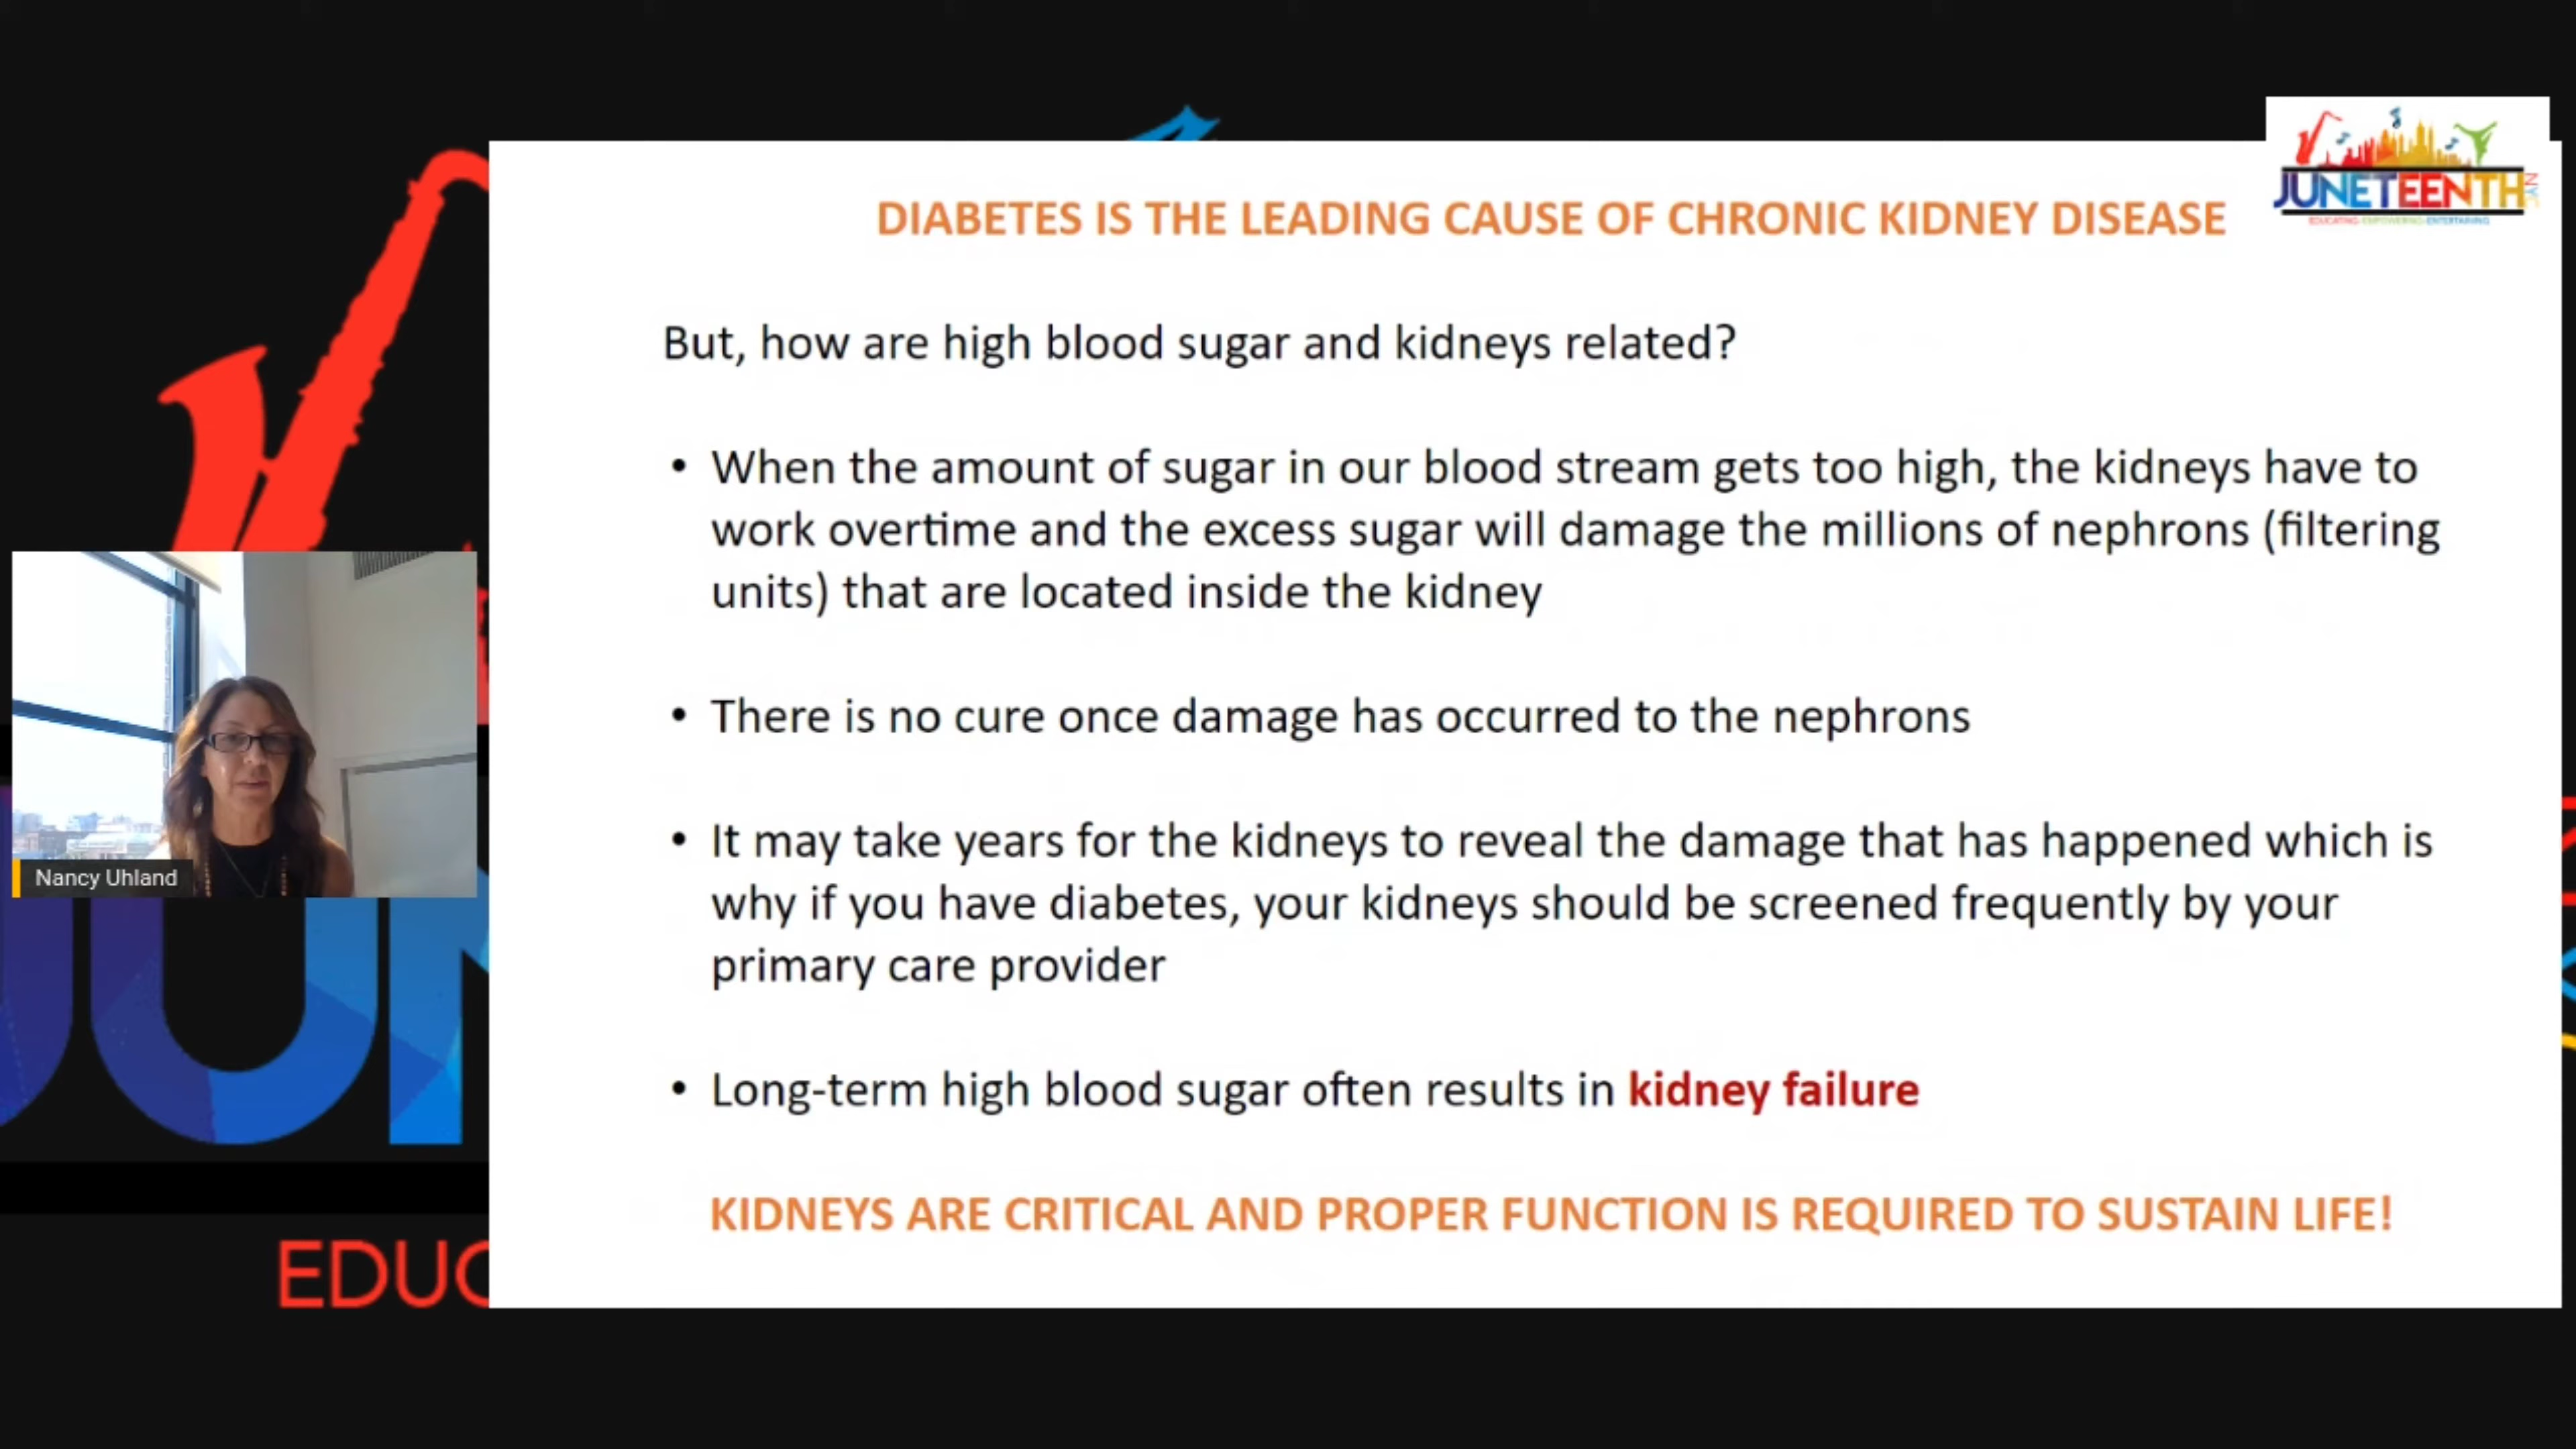 JUNETEENTH
NYC
EDUCATING EMPOWERING ENTERTAINING
DIABETES IS THE LEADING CAUSE OF CHRONIC KIDNEY DISEASE
But, how are high blood sugar and kidneys related?
• When the amount of sugar in our blood stream gets too high, the kidneys have to
work overtime and the excess sugar will damage the millions of nephrons (filtering
units) that are located inside the kidney
• There is no cure once damage has occurred to the nephrons
• It may take years for the kidneys to reveal the damage that has happened which is
why if you have diabetes, your kidneys should be screened frequently by your
primary care provider
• Long-term high blood sugar often results in kidney failure
KIDNEYS ARE CRITICAL AND PROPER FUNCTION IS REQUIRED TO SUSTAIN LIFE!
Nancy Uhland
JUN
EDUC